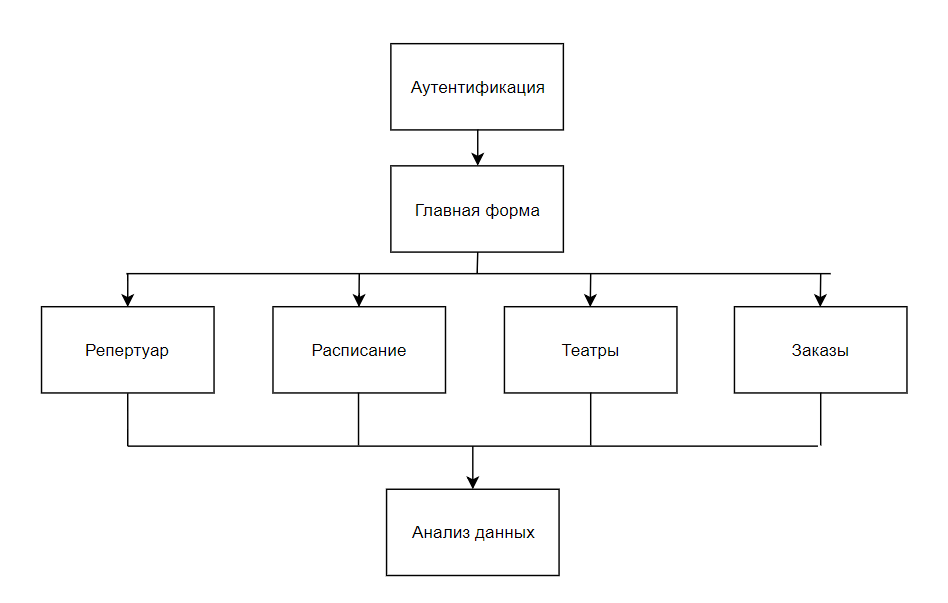 Аутентификация
Главная форма
Репертуар
Расписание
Театры
Заказы
Анализ данных